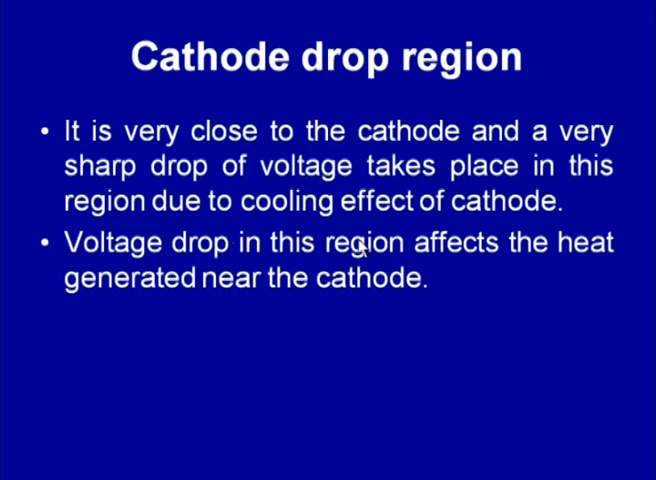 Cathode drop region
• It is very close to the cathode and a very
sharp drop of voltage takes place in this
region due to cooling effect of cathode.
• Voltage drop in this region affects the heat
generated near the cathode.